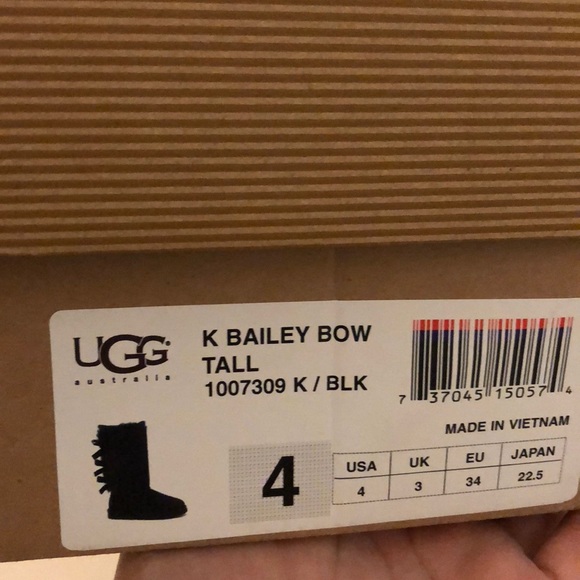 UGG®
australia
K BAILEY BOW
TALL
1007309 K / BLK
7 37045 15057 4
MADE IN VIETNAM
4
USA UK EU JAPAN
4 3 34 22.5